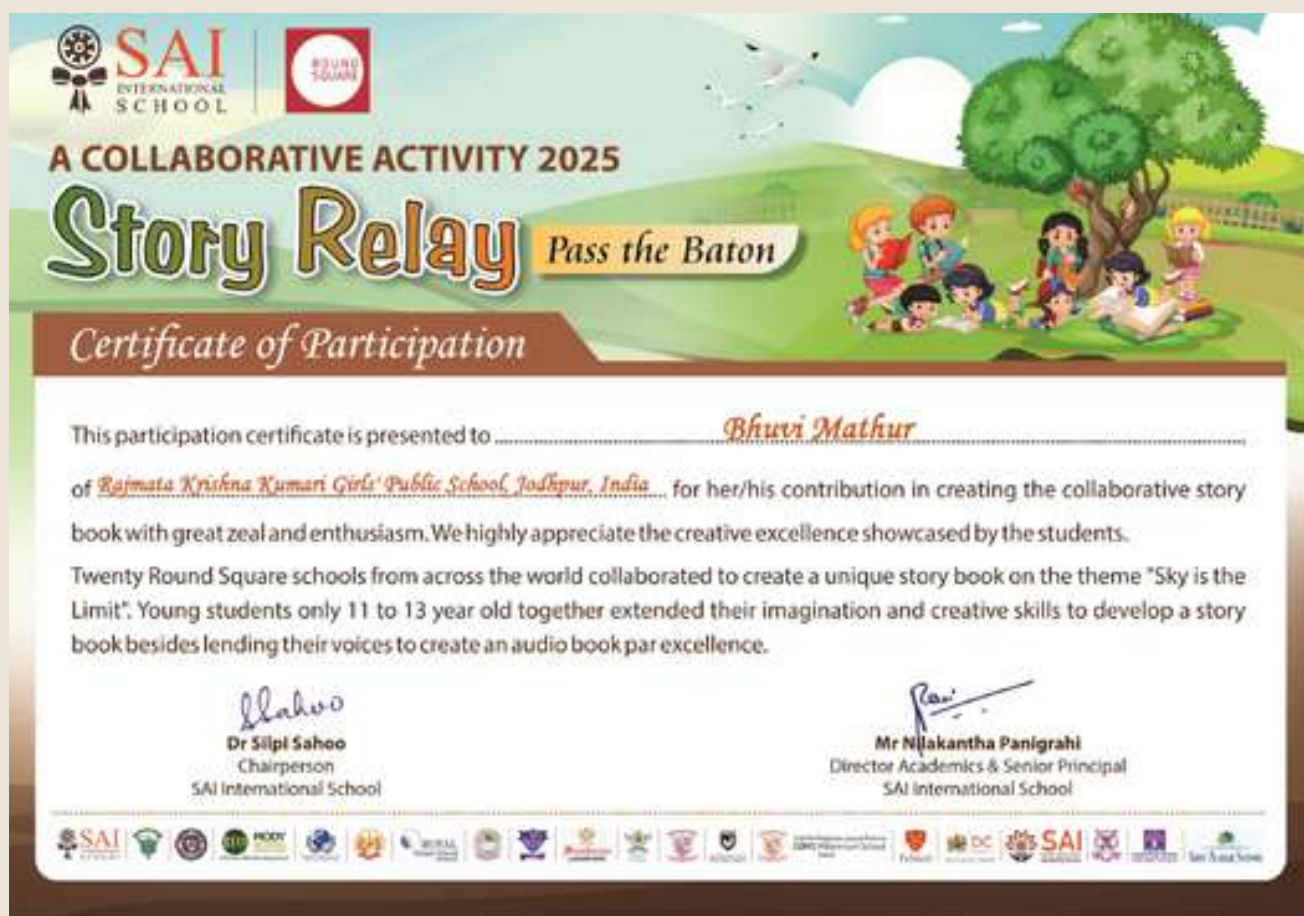 SAI
INTERNATIONAL
SCHOOL
ROUND
SQUARE
A COLLABORATIVE ACTIVITY 2025
Story Relay Pass the Baton
Certificate of Participation
This participation certificate is presented to Bhuvi Mathur
of Rajmata Krishna Kumari Girls' Public School, Jodhpur, India for her/his contribution in creating the collaborative story
book with great zeal and enthusiasm. We highly appreciate the creative excellence showcased by the students.
Twenty Round Square schools from across the world collaborated to create a unique story book on the theme "Sky is the
Limit". Young students only 11 to 13 year old together extended their imagination and creative skills to develop a story
book besides lending their voices to create an audio book par excellence.
SSahoo
Dr Silpi Sahoo
Chairperson
SAI International School
Mr Nilakantha Panigrahi
Director Academics & Senior Principal
SAI International School
SAI MODY DC SAI